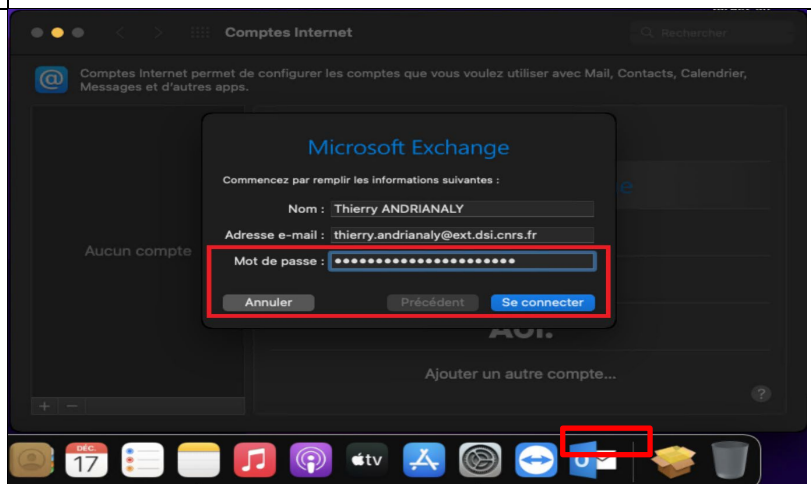 Comptes Internet
Rechercher
Comptes Internet permet de configurer les comptes que vous voulez utiliser avec Mail, Contacts, Calendrier,
Messages et d'autres apps.
Microsoft Exchange
Commencez par remplir les informations suivantes :
Nom : Thierry ANDRIANALY
Adresse e-mail : thierry.andrianaly@ext.dsi.cnrs.fr
Aucun compte
Mot de passe : ••••••••••••••••••••••
Annuler
Précédent
Se connecter
Aol.
Ajouter un autre compte...
?
+ −
DÉC.
17
tv